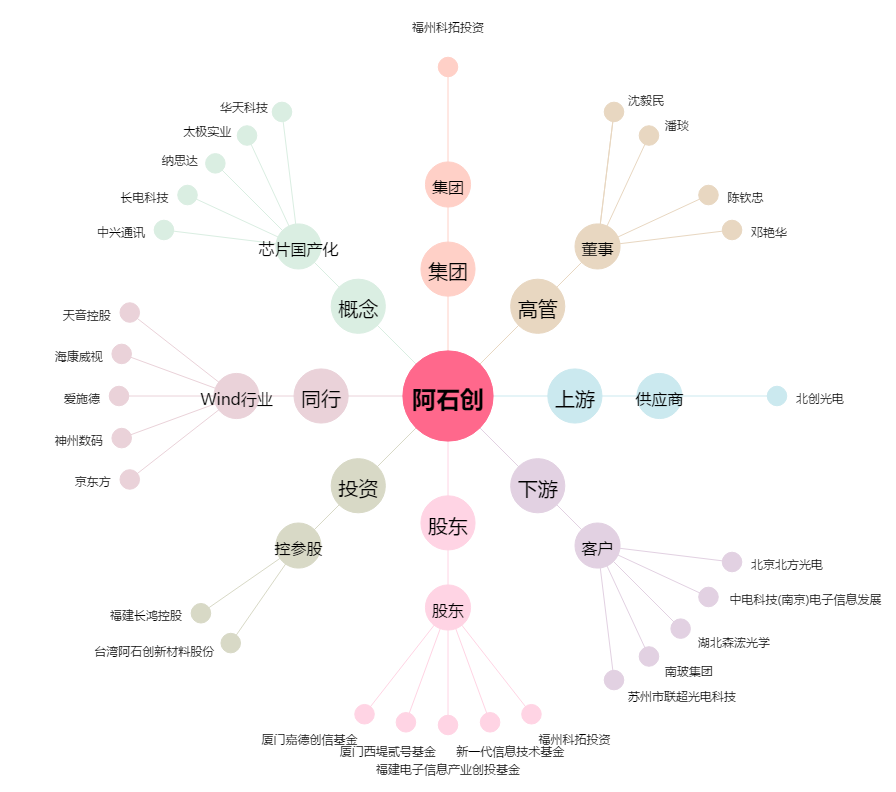 福州科拓投资
华天科技
太极实业
纳思达
长电科技
中兴通讯
沈毅民
潘琰
陈钦忠
邓艳华
集团
芯片国产化
董事
集团
概念
高管
天音控股
海康威视
爱施德
神州数码
京东方
Wind行业
同行
阿石创
上游
供应商
北创光电
投资
股东
下游
控参股
客户
福建长鸿控股
台湾阿石创新材料股份
股东
北京北方光电
中电科技(南京)电子信息发展
湖北森浤光学
南玻集团
苏州市联超光电科技
厦门嘉德创信基金
厦门西堤贰号基金
福建电子信息产业创投基金
新一代信息技术基金
福州科拓投资